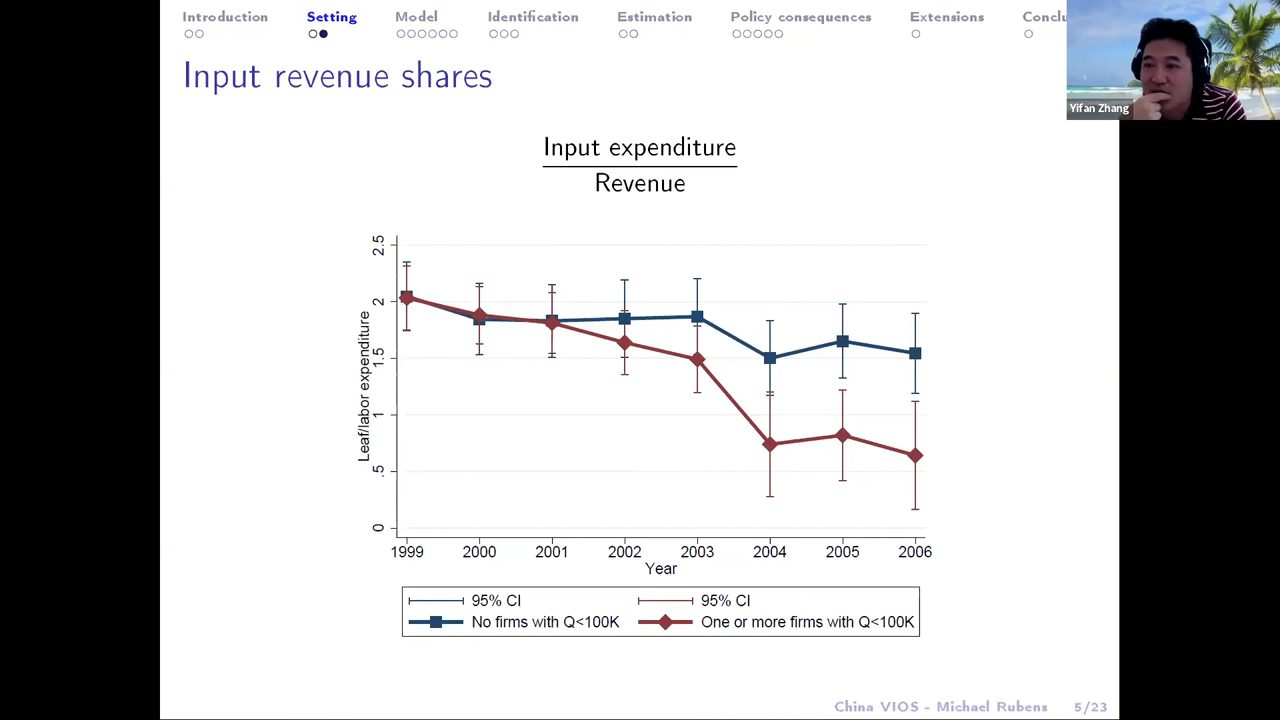 Introduction Setting Model Identification Estimation Policy consequences Extensions Conclu
Yifan Zhang
Input revenue shares
Input expenditure
Revenue
2.5
2
1.5
1
.5
0
Leaf/labor expenditure
1999 2000 2001 2002 2003 2004 2005 2006
Year
95% CI 95% CI
No firms with Q<100K One or more firms with Q<100K
China VIOS - Michael Rubens 5/23